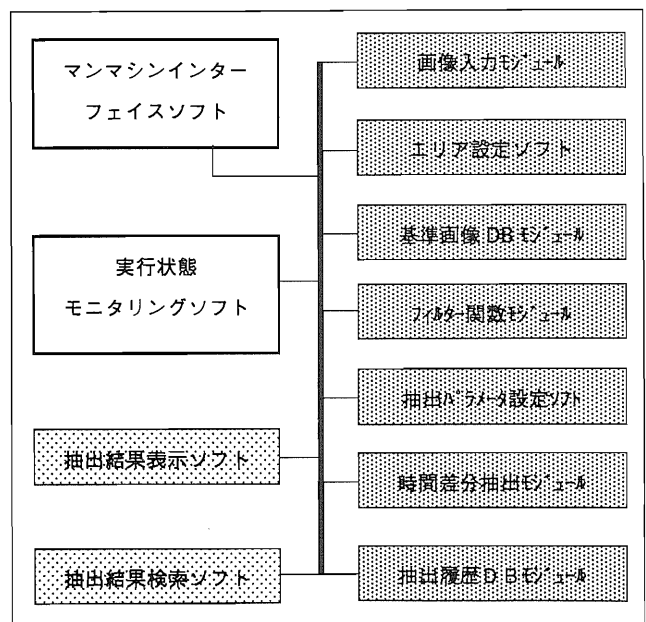 マンマシンインター
フェイスソフト
実行状態
モニタリングソフト
抽出結果表示ソフト
抽出結果検索ソフト
画像入力ﾓｼﾞｭｰﾙ
エリア設定ソフト
基準画像DBﾓｼﾞｭｰﾙ
ﾌｨﾙﾀｰ関数ﾓｼﾞｭｰﾙ
抽出ﾊﾟﾗﾒｰﾀ設定ｿﾌﾄ
時間差分抽出ﾓｼﾞｭｰﾙ
抽出履歴DBﾓｼﾞｭｰﾙ